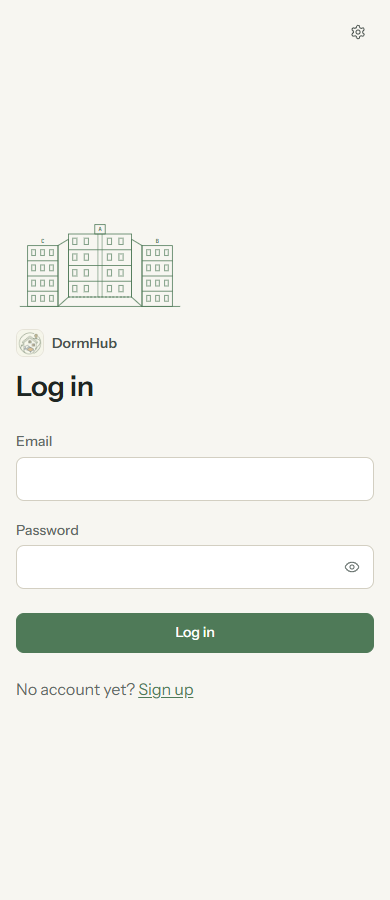 A
C
D
DormHub
Log in
Email
Password
Log in
No account yet? Sign up